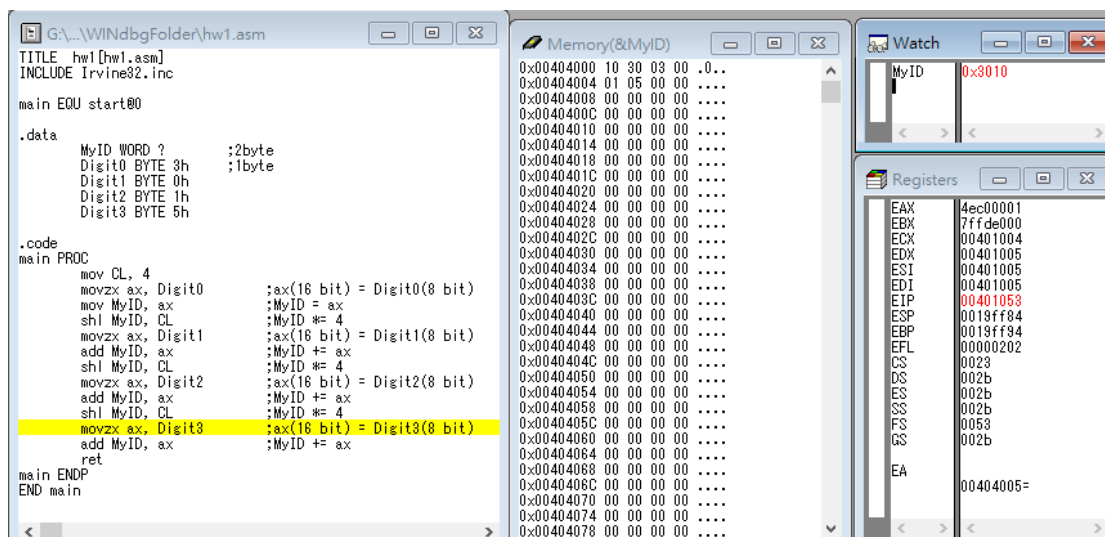 G:\...\WINdbgFolder\hw1.asm
TITLE hw1[hw1.asm]
INCLUDE Irvine32.inc
main EQU start@0
.data
MyID WORD ? ;2byte
Digit0 BYTE 3h ;1byte
Digit1 BYTE 0h
Digit2 BYTE 1h
Digit3 BYTE 5h
.code
main PROC
mov CL, 4
movzx ax, Digit0 ;ax(16 bit) = Digit0(8 bit)
mov MyID, ax ;MyID = ax
shl MyID, CL ;MyID *= 4
movzx ax, Digit1 ;ax(16 bit) = Digit1(8 bit)
add MyID, ax ;MyID += ax
shl MyID, CL ;MyID *= 4
movzx ax, Digit2 ;ax(16 bit) = Digit2(8 bit)
add MyID, ax ;MyID += ax
shl MyID, CL ;MyID *= 4
movzx ax, Digit3 ;ax(16 bit) = Digit3(8 bit)
add MyID, ax ;MyID += ax
ret
main ENDP
END main
Memory(&MyID)
0x00404000 10 30 03 00 .0..
0x00404004 01 05 00 00 ....
0x00404008 00 00 00 00 ....
0x0040400C 00 00 00 00 ....
0x00404010 00 00 00 00 ....
0x00404014 00 00 00 00 ....
0x00404018 00 00 00 00 ....
0x0040401C 00 00 00 00 ....
0x00404020 00 00 00 00 ....
0x00404024 00 00 00 00 ....
0x00404028 00 00 00 00 ....
0x0040402C 00 00 00 00 ....
0x00404030 00 00 00 00 ....
0x00404034 00 00 00 00 ....
0x00404038 00 00 00 00 ....
0x0040403C 00 00 00 00 ....
0x00404040 00 00 00 00 ....
0x00404044 00 00 00 00 ....
0x00404048 00 00 00 00 ....
0x0040404C 00 00 00 00 ....
0x00404050 00 00 00 00 ....
0x00404054 00 00 00 00 ....
0x00404058 00 00 00 00 ....
0x0040405C 00 00 00 00 ....
0x00404060 00 00 00 00 ....
0x00404064 00 00 00 00 ....
0x00404068 00 00 00 00 ....
0x0040406C 00 00 00 00 ....
0x00404070 00 00 00 00 ....
0x00404074 00 00 00 00 ....
0x00404078 00 00 00 00 ....
Watch
MyID 0x3010
Registers
EAX 4ec00001
EBX 7ffde000
ECX 00401004
EDX 00401005
ESI 00401005
EDI 00401005
EIP 00401053
ESP 0019ff84
EBP 0019ff94
EFL 00000202
CS 0023
DS 002b
ES 002b
SS 002b
FS 0053
GS 002b
EA
00404005=